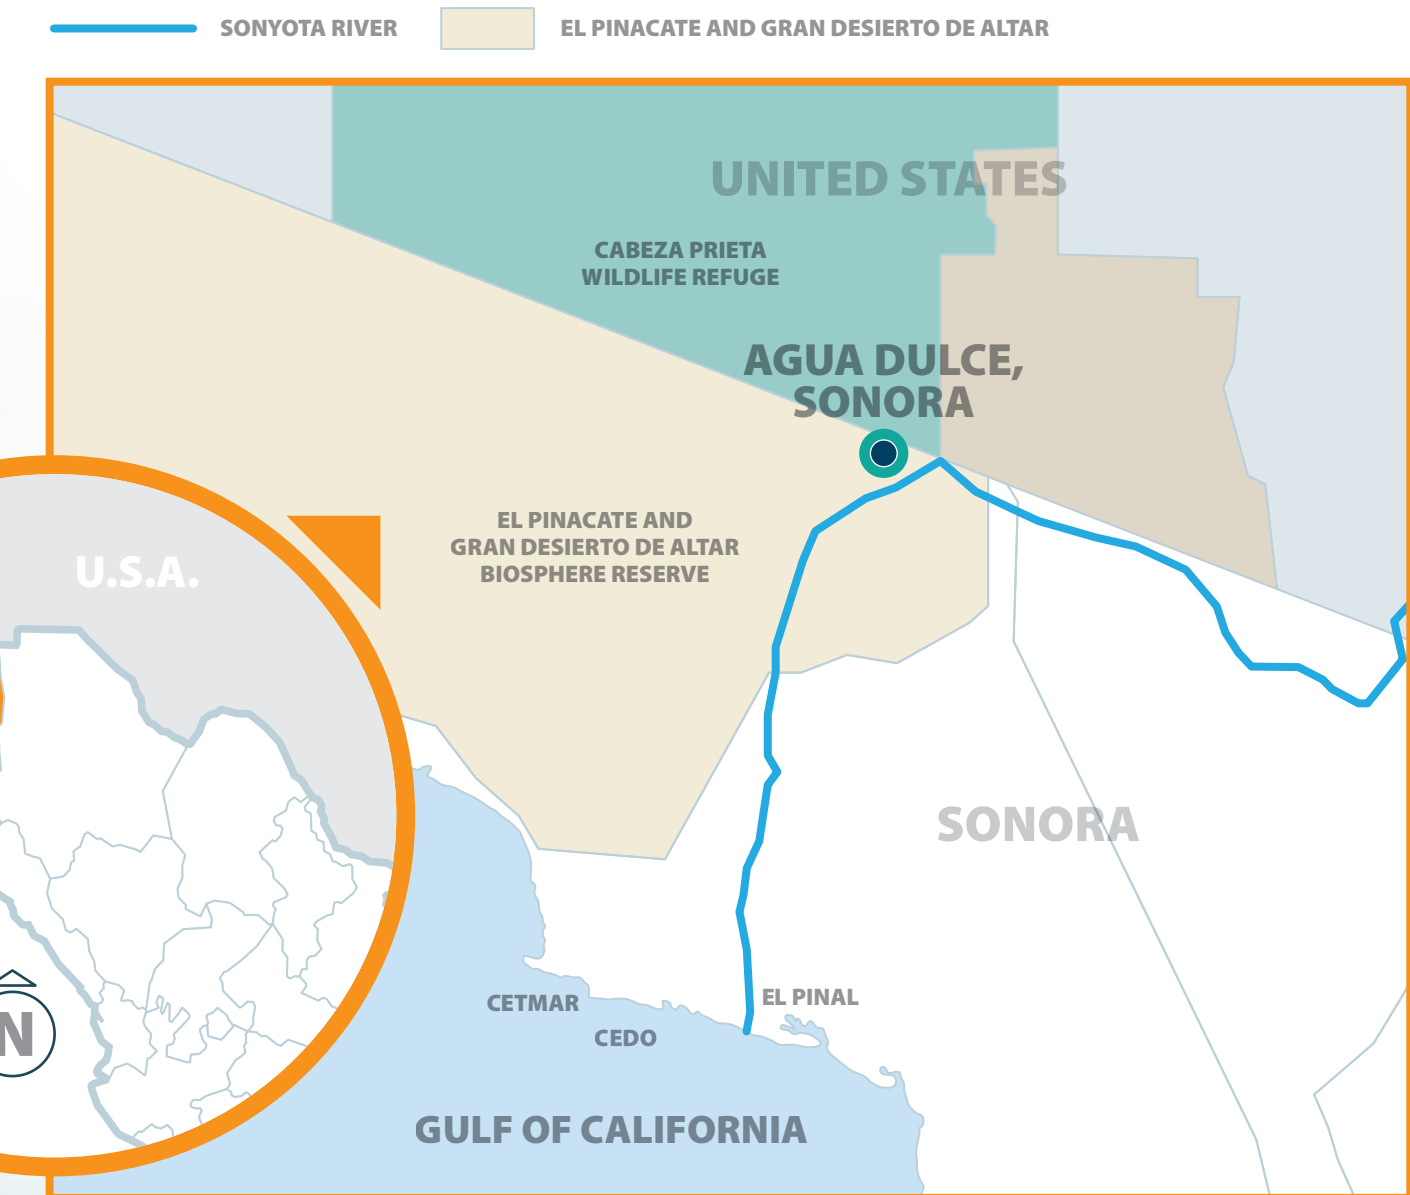 SONYOTA RIVER
EL PINACATE AND GRAN DESIERTO DE ALTAR
UNITED STATES
CABEZA PRIETA
WILDLIFE REFUGE
AGUA DULCE,
SONORA
EL PINACATE AND
GRAN DESIERTO DE ALTAR
BIOSPHERE RESERVE
U.S.A.
SONORA
EL PINAL
CETMAR
CEDO
N
GULF OF CALIFORNIA